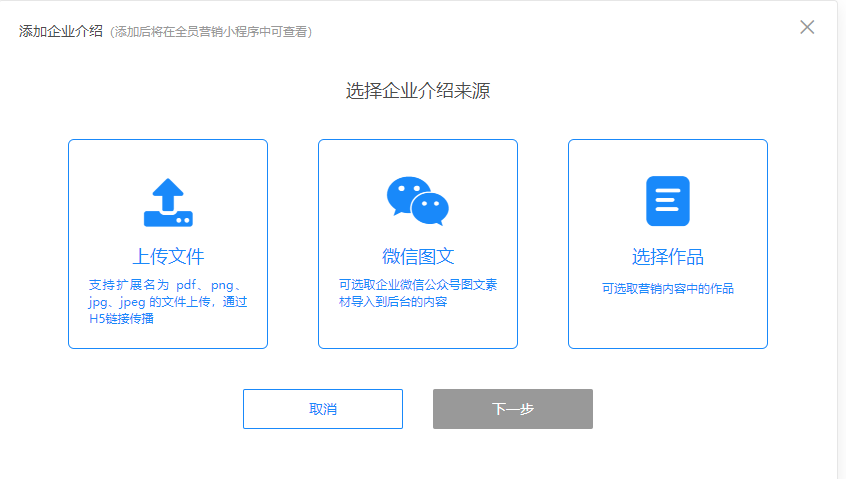 添加企业介绍（添加后将在全员营销小程序中可查看）
选择企业介绍来源
上传文件
支持扩展名为 pdf、png、
jpg、jpeg 的文件上传，通过
H5链接传播
微信图文
可选取企业微信公众号图文素
材导入到后台的内容
选择作品
可选取营销内容中的作品
取消
下一步